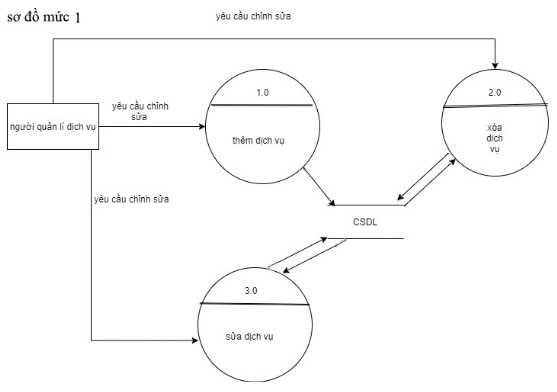 yêu cầu chỉnh sửa
sơ đồ mức 1
1.0
2.0
yêu cầu chỉnh
sửa
người quản lí dịch vụ
thêm dịch vụ
xóa
dịch
vụ
yêu cầu chỉnh sửa
CSDL
3.0
sửa dịch vụ